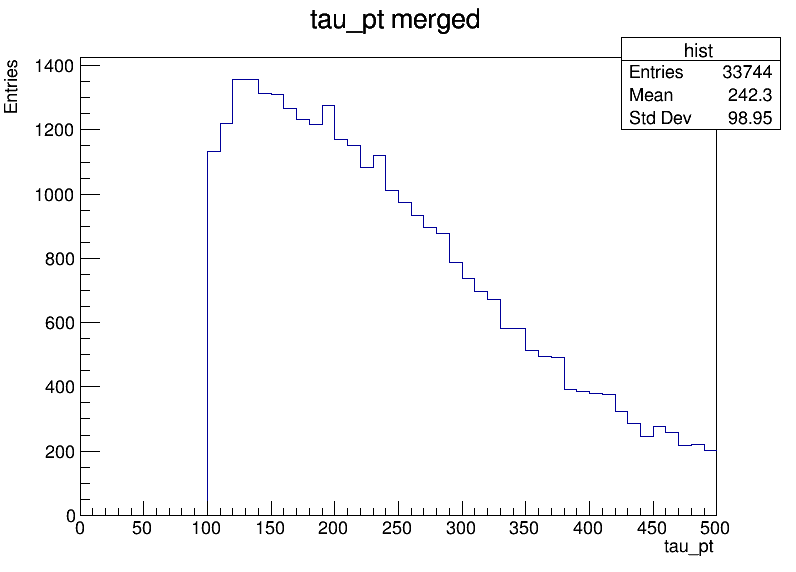 tau_pt merged
hist
Entries 33744
Mean 242.3
Std Dev 98.95
Entries
1400
1200
1000
800
600
400
200
0
0 50 100 150 200 250 300 350 400 450 500
tau_pt